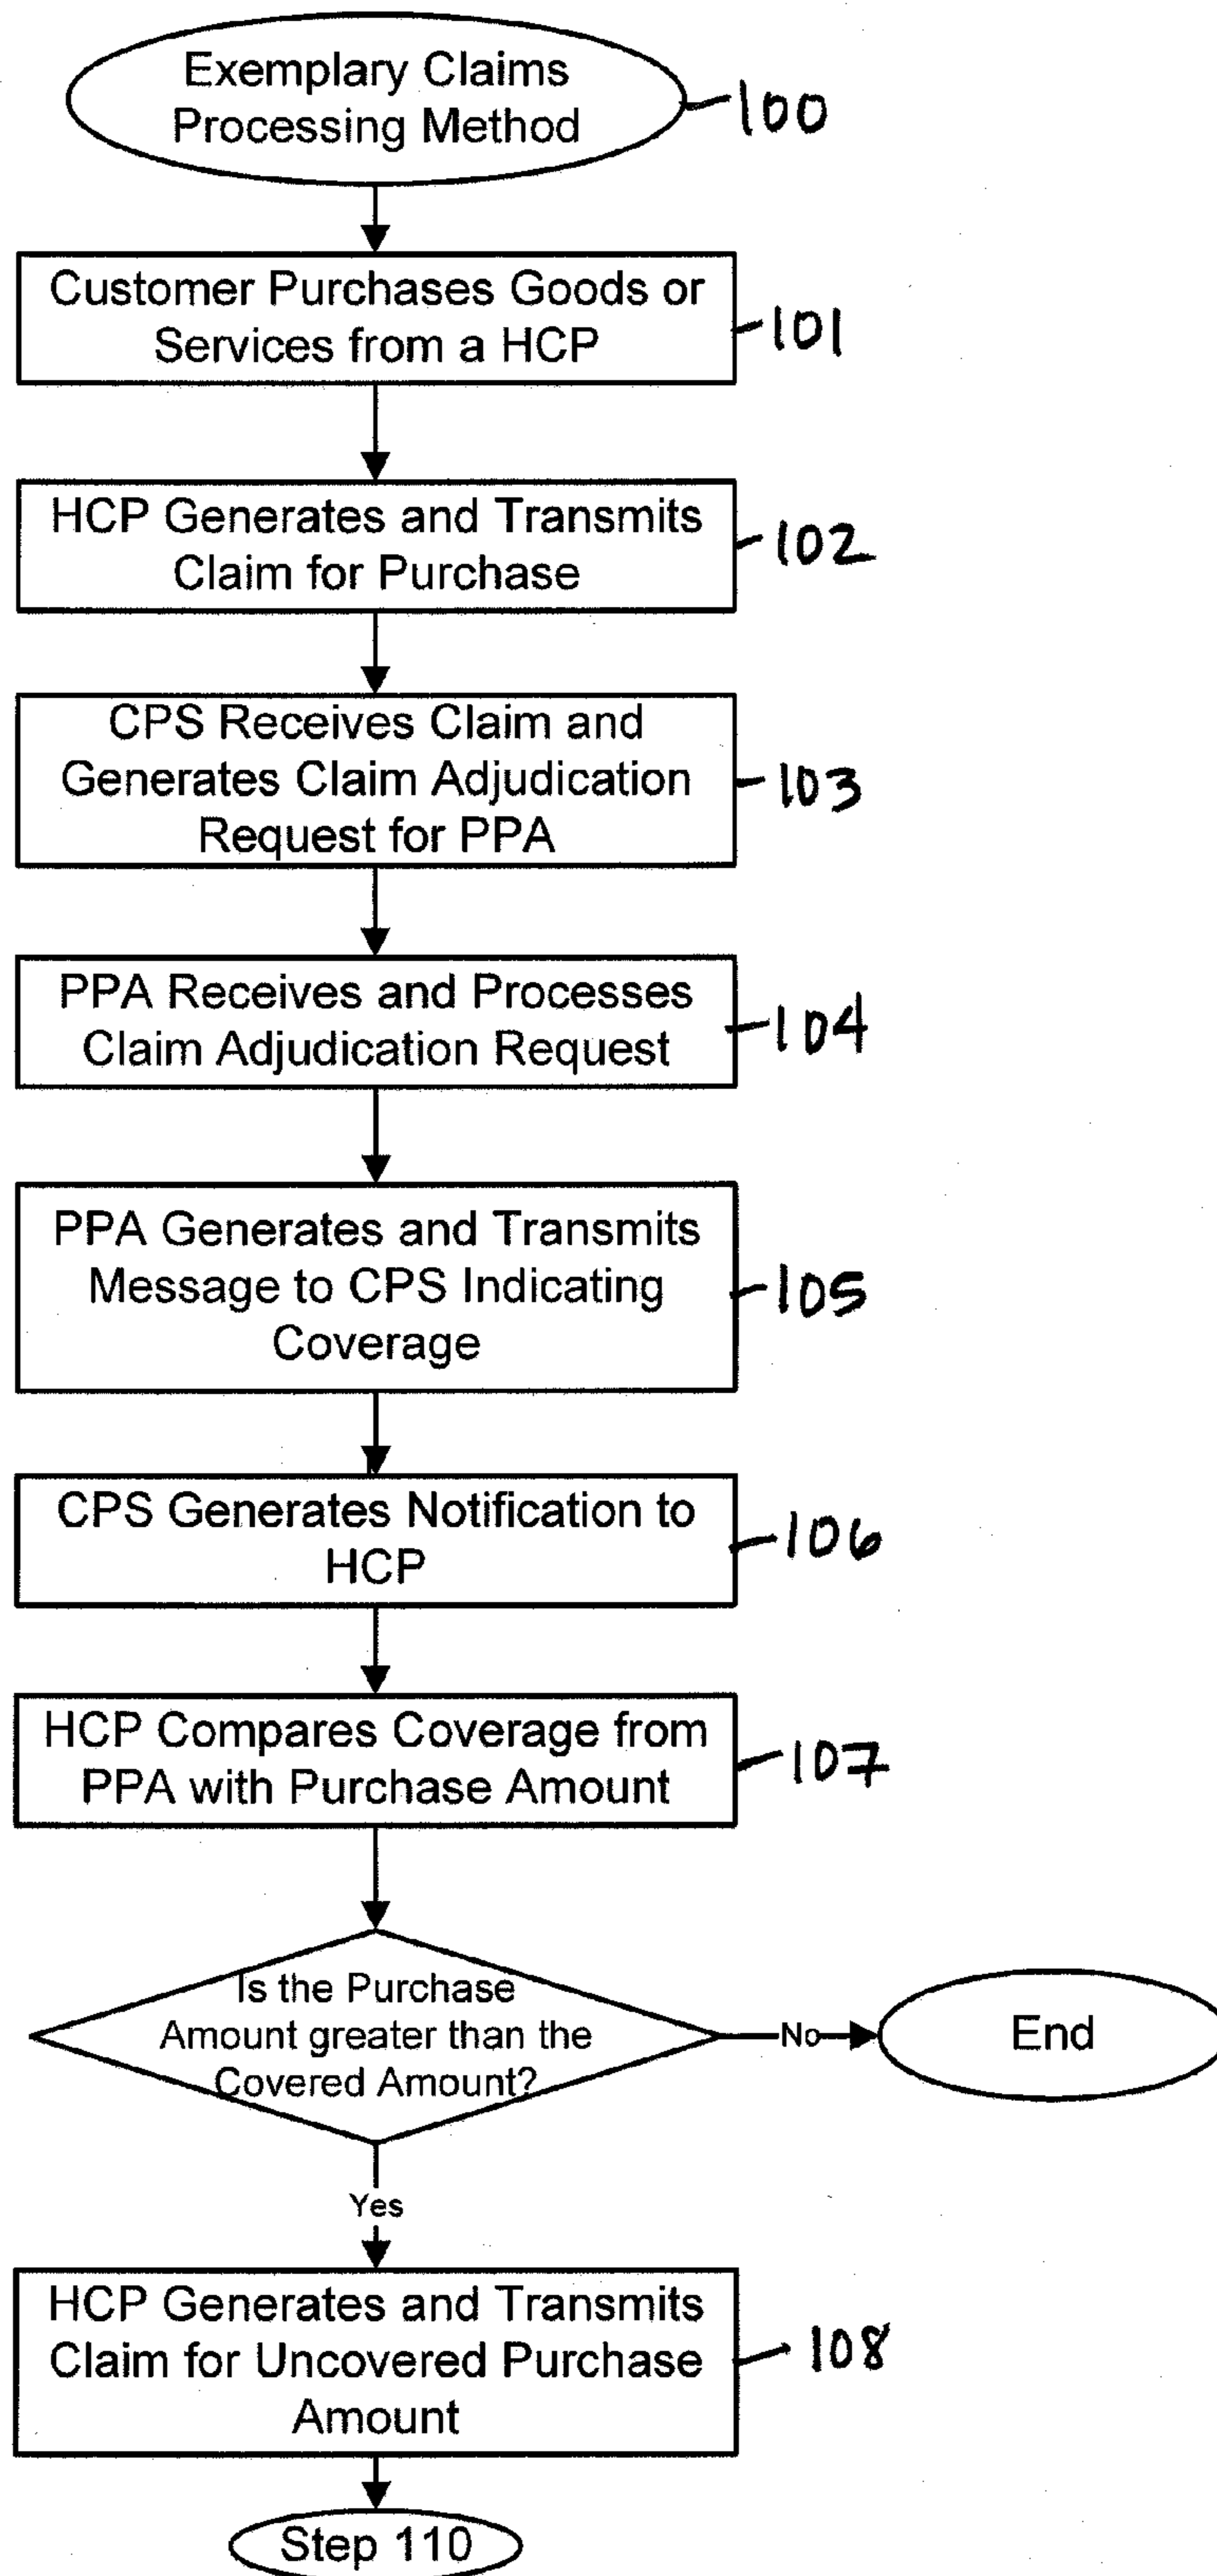 Exemplary Claims
Processing Method
100
Customer Purchases Goods or
Services from a HCP
101
HCP Generates and Transmits
Claim for Purchase
102
CPS Receives Claim and
Generates Claim Adjudication
Request for PPA
103
PPA Receives and Processes
Claim Adjudication Request
104
PPA Generates and Transmits
Message to CPS Indicating
Coverage
105
CPS Generates Notification to
HCP
106
HCP Compares Coverage from
PPA with Purchase Amount
107
Is the Purchase
Amount greater than the
Covered Amount?
No
End
Yes
HCP Generates and Transmits
Claim for Uncovered Purchase
Amount
108
Step 110